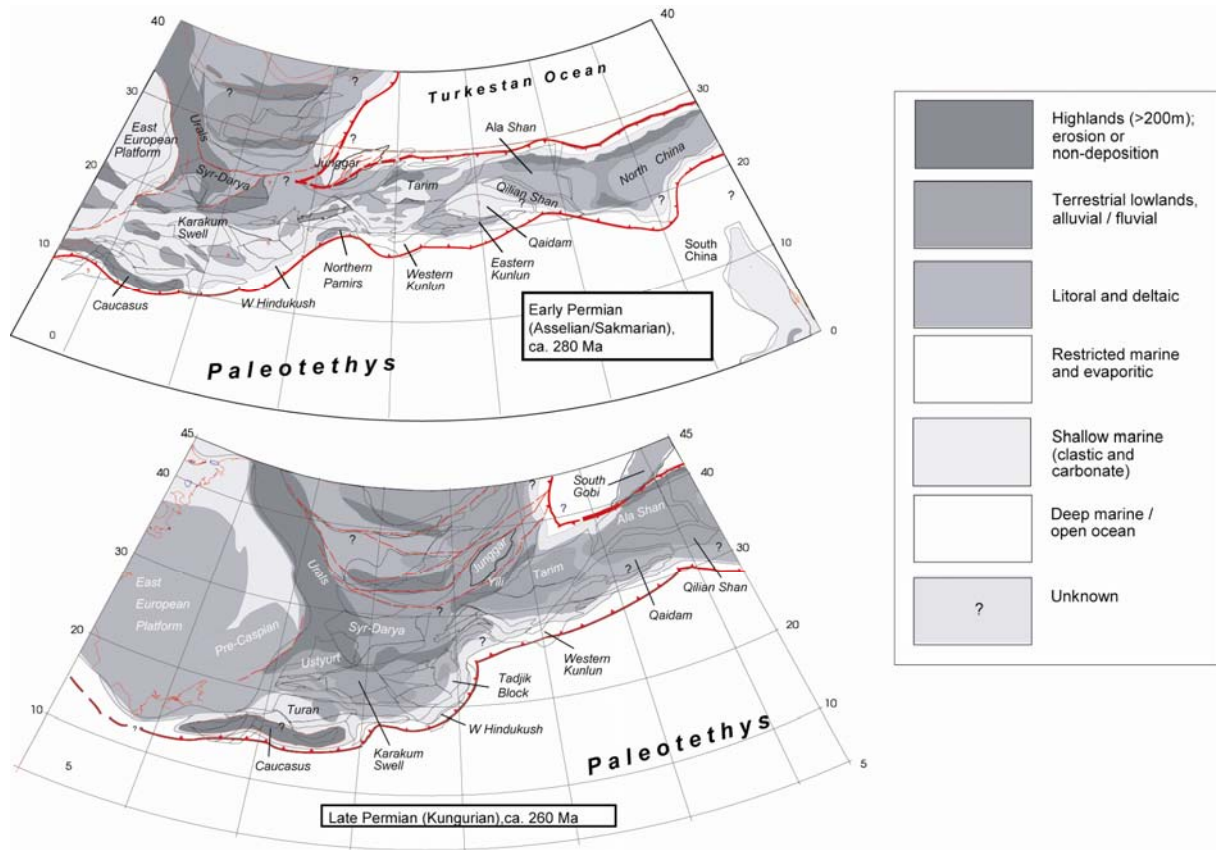 40
30
20
10
0
East
European
Platform
Urals
?
Syr-Darya
?
?
Junggar
Karakum
Swell
Caucasus
W Hindukush
Northern
Pamirs
Tarim
Western
Kunlun
Eastern
Kunlun
Qaidam
Qilian Shan
?
Ala Shan
North China
?
?
?
South
China
Turkestan Ocean
40
30
20
10
0
Paleotethys
Early Permian
(Asselian/Sakmarian),
ca. 280 Ma
45
40
30
20
10
5
East
European
Platform
Pre-Caspian
Urals
?
Ustyurt
Syr-Darya
?
Junggar
Yili
Tarim
?
?
South
Gobi
Ala Shan
?
?
Qilian Shan
Qaidam
Western
Kunlun
?
Tadjik
Block
W Hindukush
Karakum
Swell
Turan
?
Caucasus
?
45
40
30
20
10
5
Paleotethys
Late Permian (Kungurian),ca. 260 Ma
Highlands (>200m);
erosion or
non-deposition
Terrestrial lowlands,
alluvial / fluvial
Litoral and deltaic
Restricted marine
and evaporitic
Shallow marine
(clastic and
carbonate)
Deep marine /
open ocean
?
Unknown